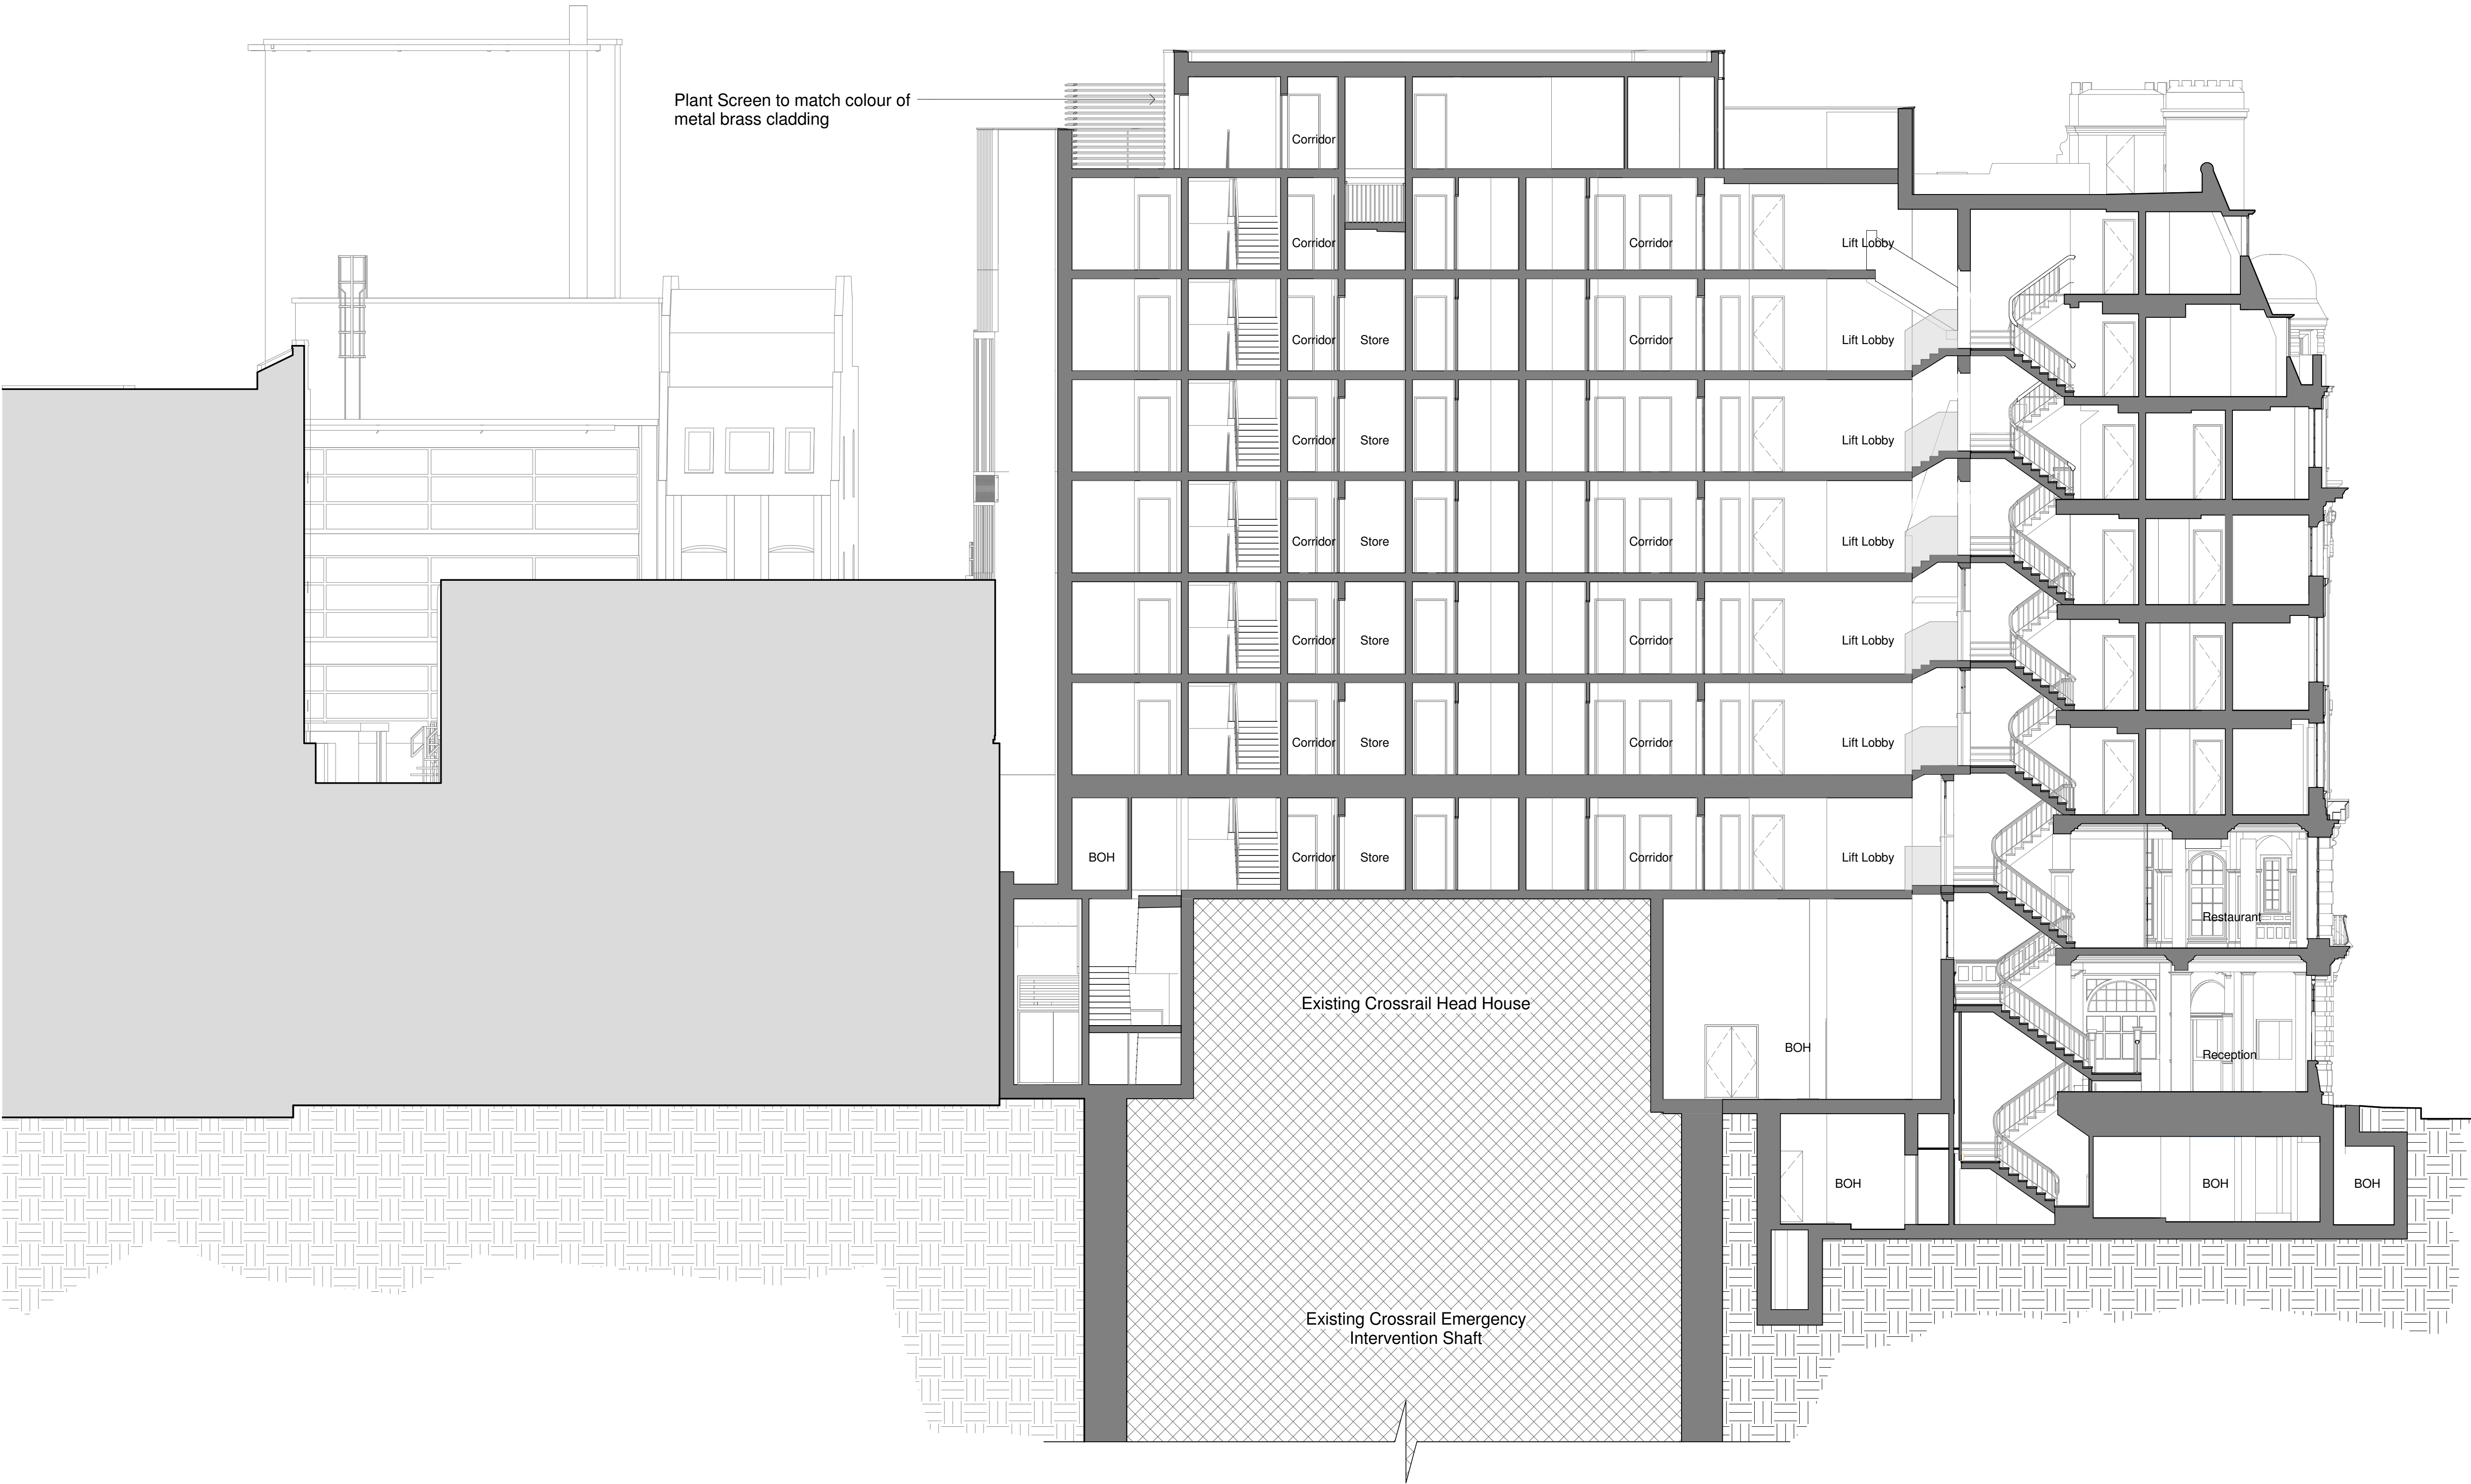 Plant Screen to match colour of
metal brass cladding
Corridor
Corridor
Corridor
Lift Lobby
Corridor
Store
Corridor
Lift Lobby
Corridor
Store
Corridor
Lift Lobby
Corridor
Store
Corridor
Lift Lobby
Corridor
Store
Corridor
Lift Lobby
Corridor
Store
Corridor
Lift Lobby
BOH
Corridor
Store
Corridor
Lift Lobby
Restaurant
Existing Crossrail Head House
BOH
Reception
BOH
BOH
BOH
Existing Crossrail Emergency
Intervention Shaft